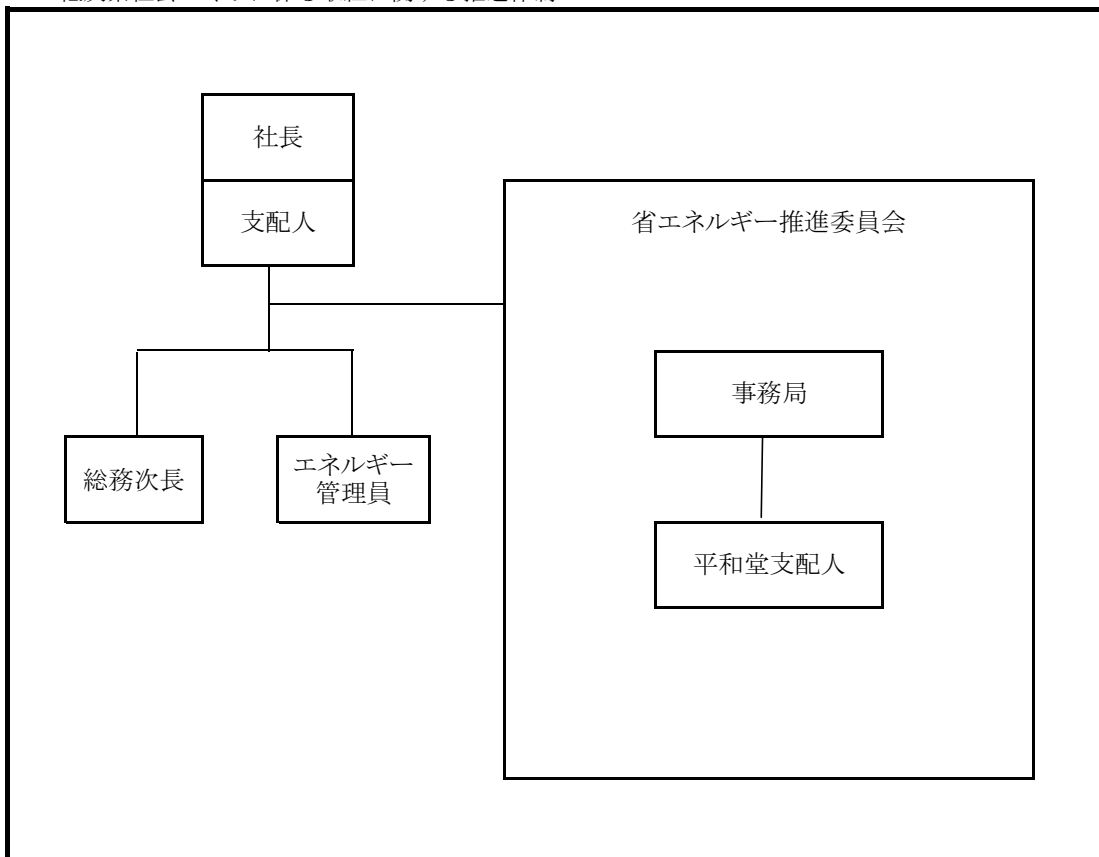 社長
支配人
省エネルギー推進委員会
事務局
総務次長
エネルギー
管理員
平和堂支配人